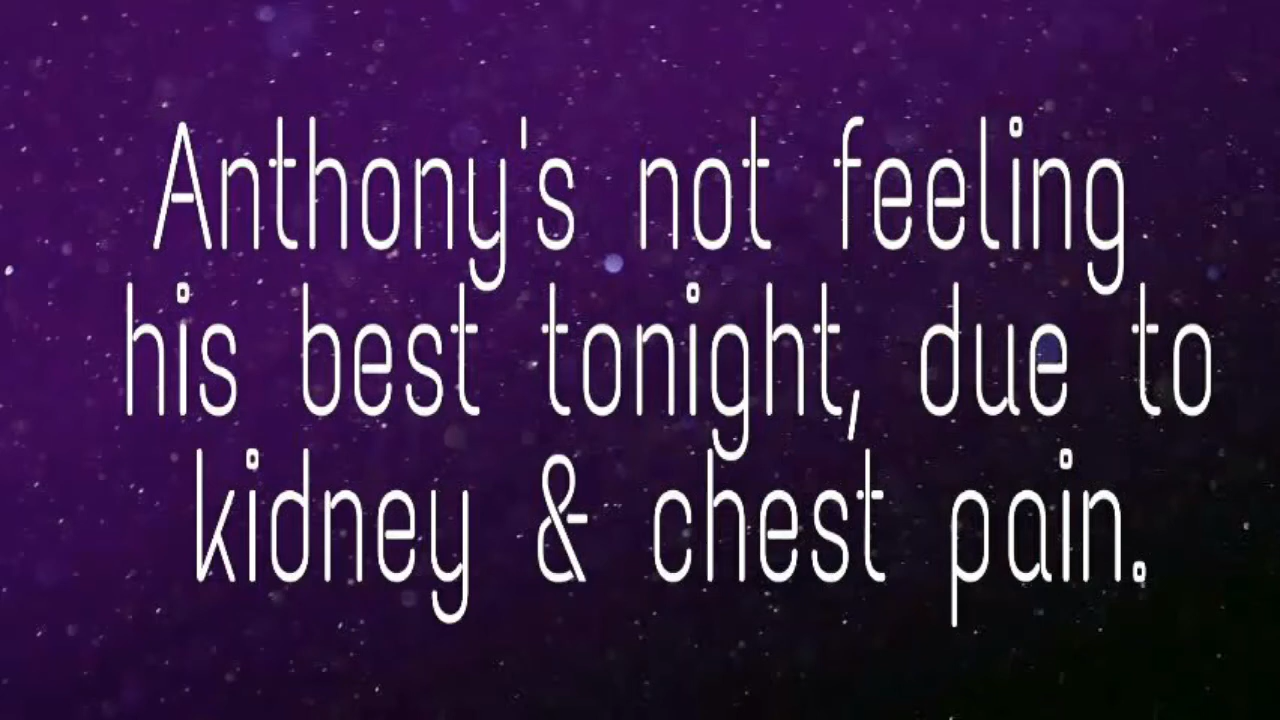 Anthony's not feeling
his best tonight, due to
kidney & chest pain.